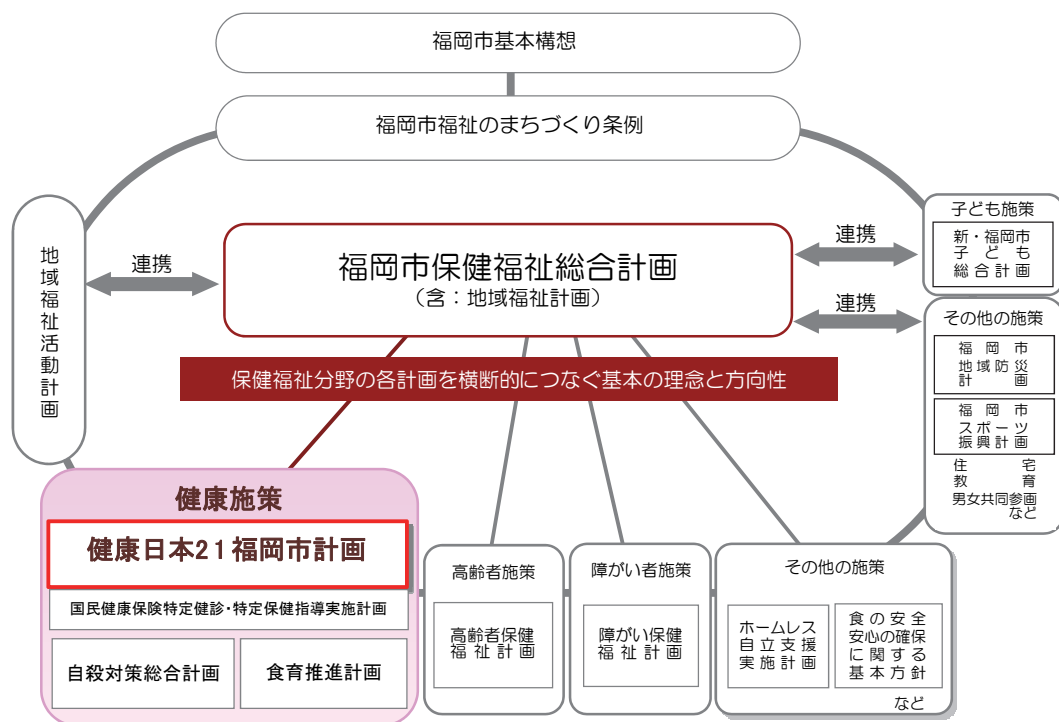 福岡市基本構想
福岡市福祉のまちづくり条例
地域福祉活動計画
連携
福岡市保健福祉総合計画
（含：地域福祉計画）
連携
連携
子ども施策
新・福岡市
子ども
総合計画
その他の施策
福岡市
地域防災
計画
福岡市
スポーツ
振興計画
住宅
教育
男女共同参画
など
保健福祉分野の各計画を横断的につなぐ基本の理念と方向性
健康施策
健康日本21福岡市計画
国民健康保険特定健診・特定保健指導実施計画
自殺対策総合計画
食育推進計画
高齢者施策
高齢者保健
福祉計画
障がい者施策
障がい保健
福祉計画
その他の施策
ホームレス
自立支援
実施計画
食の安全
安心の確保
に関する
基本方針
など